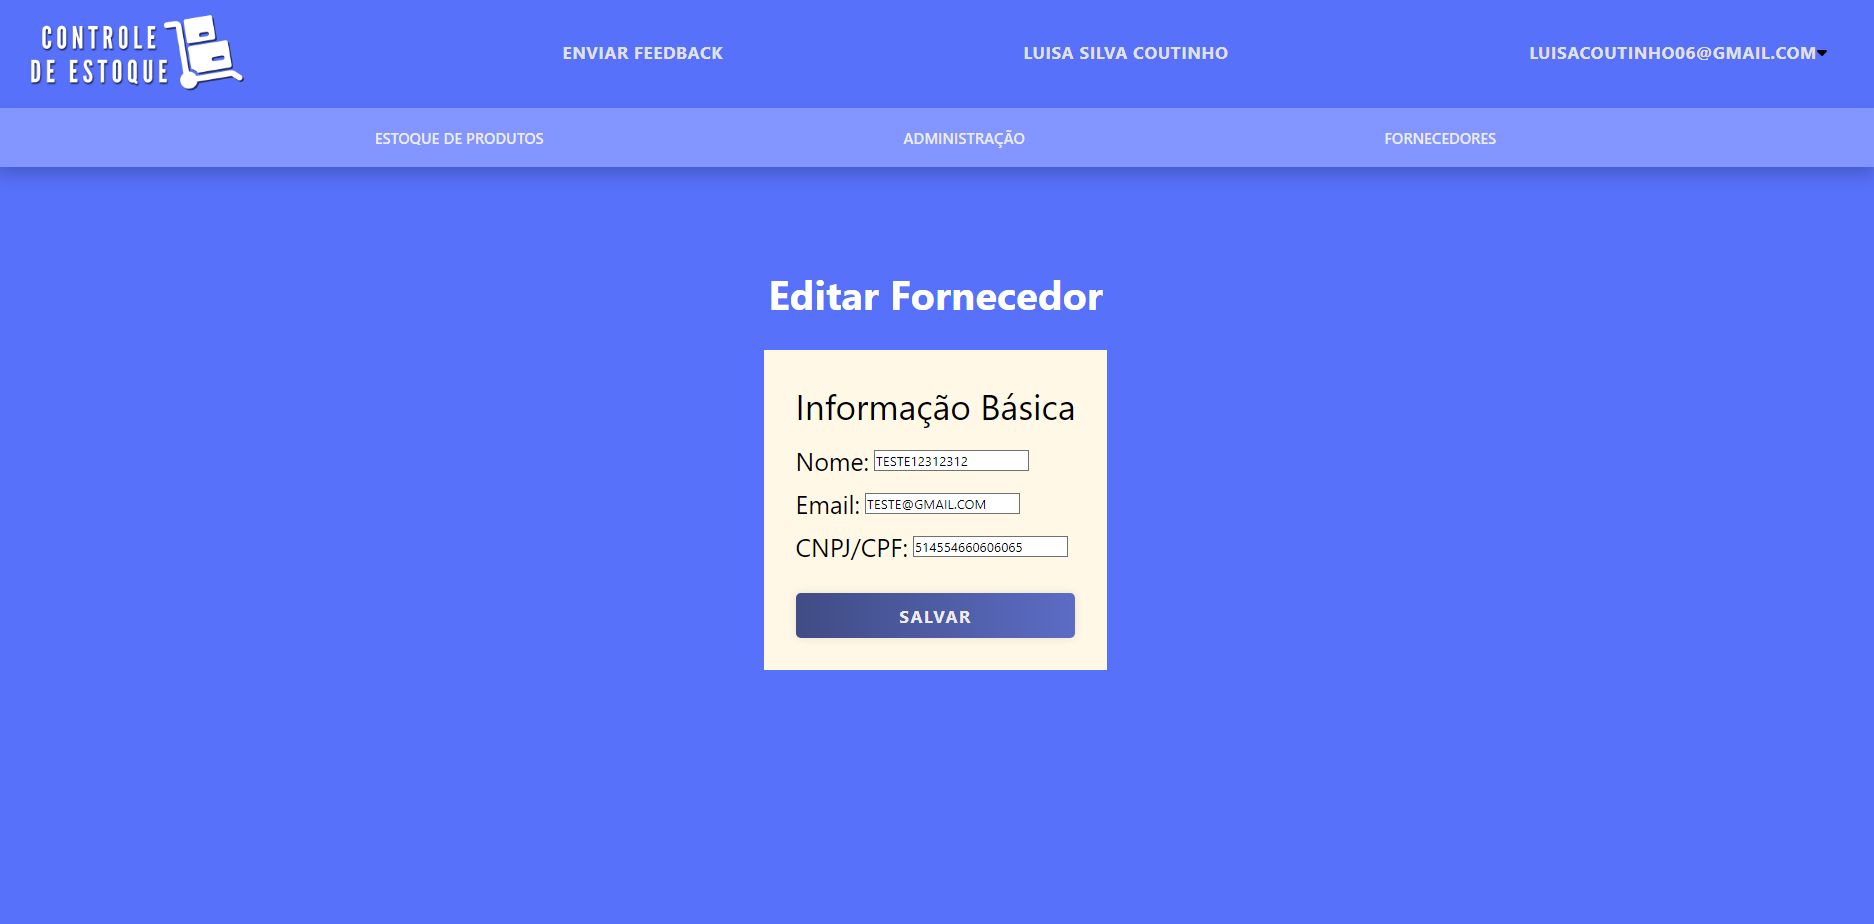 CONTROLE
DE ESTOQUE
ENVIAR FEEDBACK
LUISA SILVA COUTINHO
LUISACOUTINHO06@GMAIL.COM
ESTOQUE DE PRODUTOS
ADMINISTRAÇÃO
FORNECEDORES
Editar Fornecedor
Informação Básica
Nome: TESTE12312312
Email: TESTE@GMAIL.COM
CNPJ/CPF: 514554660606065
SALVAR